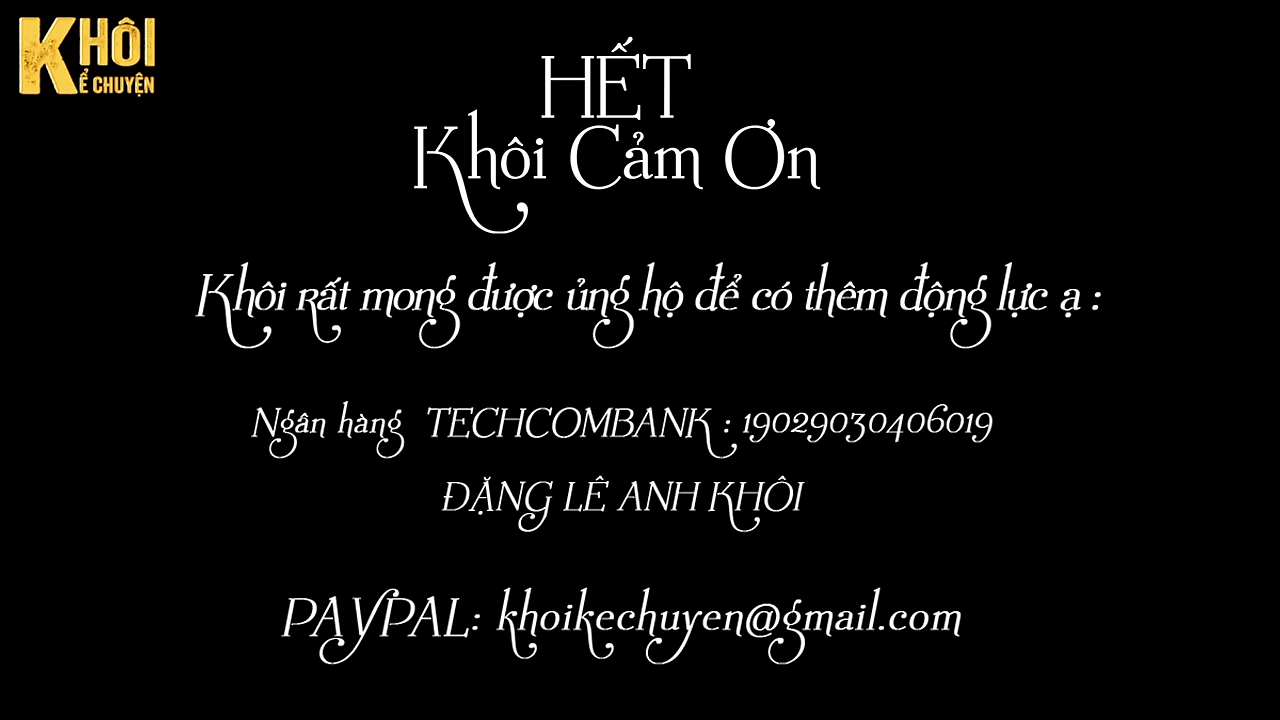 KHÔI
Ể CHUYỆN
HẾT
Khôi Cảm Ơn
Khôi rất mong được ủng hộ để có thêm động lực ạ :
Ngân hàng TECHCOMBANK : 19029030406019
ĐẶNG LÊ ANH KHÔI
PAYPAL: khoikechuyen@gmail.com